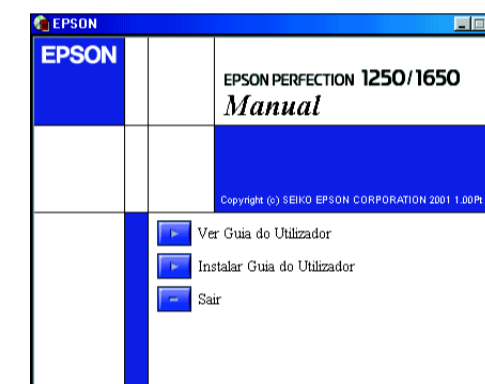 EPSON
EPSON
EPSON PERFECTION 1250/1650
Manual
Copyright (c) SEIKO EPSON CORPORATION 2001 1.00Pt
Ver Guia do Utilizador
Instalar Guia do Utilizador
Sair